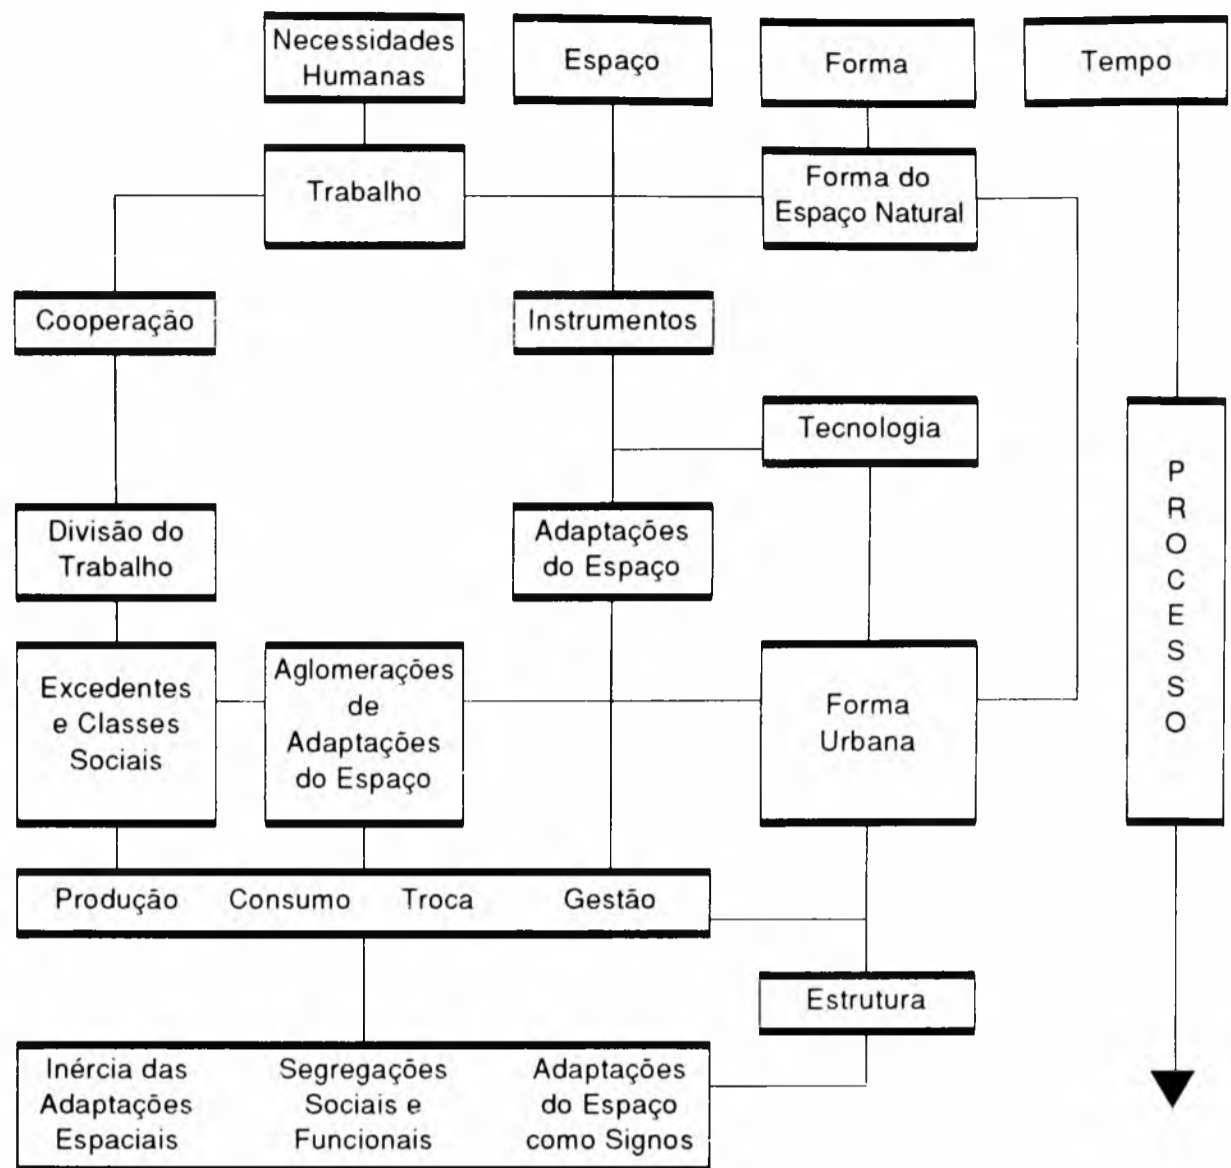 Necessidades
Humanas
Espaço
Forma
Tempo
Trabalho
Forma do
Espaço Natural
Cooperação
Instrumentos
Tecnologia
PROCESSO
Divisão do
Trabalho
Adaptações
do Espaço
Excedentes
e Classes
Sociais
Aglomerações
de
Adaptações
do Espaço
Forma
Urbana
Produção Consumo Troca Gestão
Estrutura
Inércia das
Adaptações
Espaciais
Segregações
Sociais e
Funcionais
Adaptações
do Espaço
como Signos